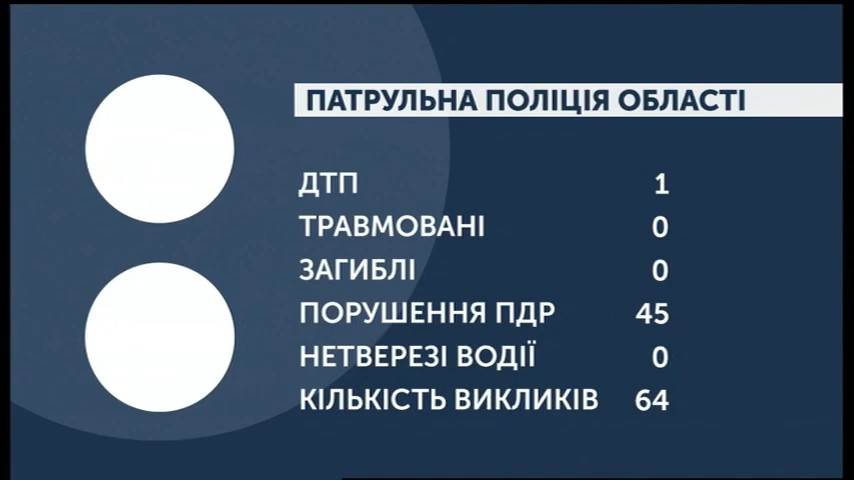 ПАТРУЛЬНА ПОЛІЦІЯ ОБЛАСТІ
ДТП 1
ТРАВМОВАНІ 0
ЗАГИБЛІ 0
ПОРУШЕННЯ ПДР 45
НЕТВЕРЕЗІ ВОДІЇ 0
КІЛЬКІСТЬ ВИКЛИКІВ 64